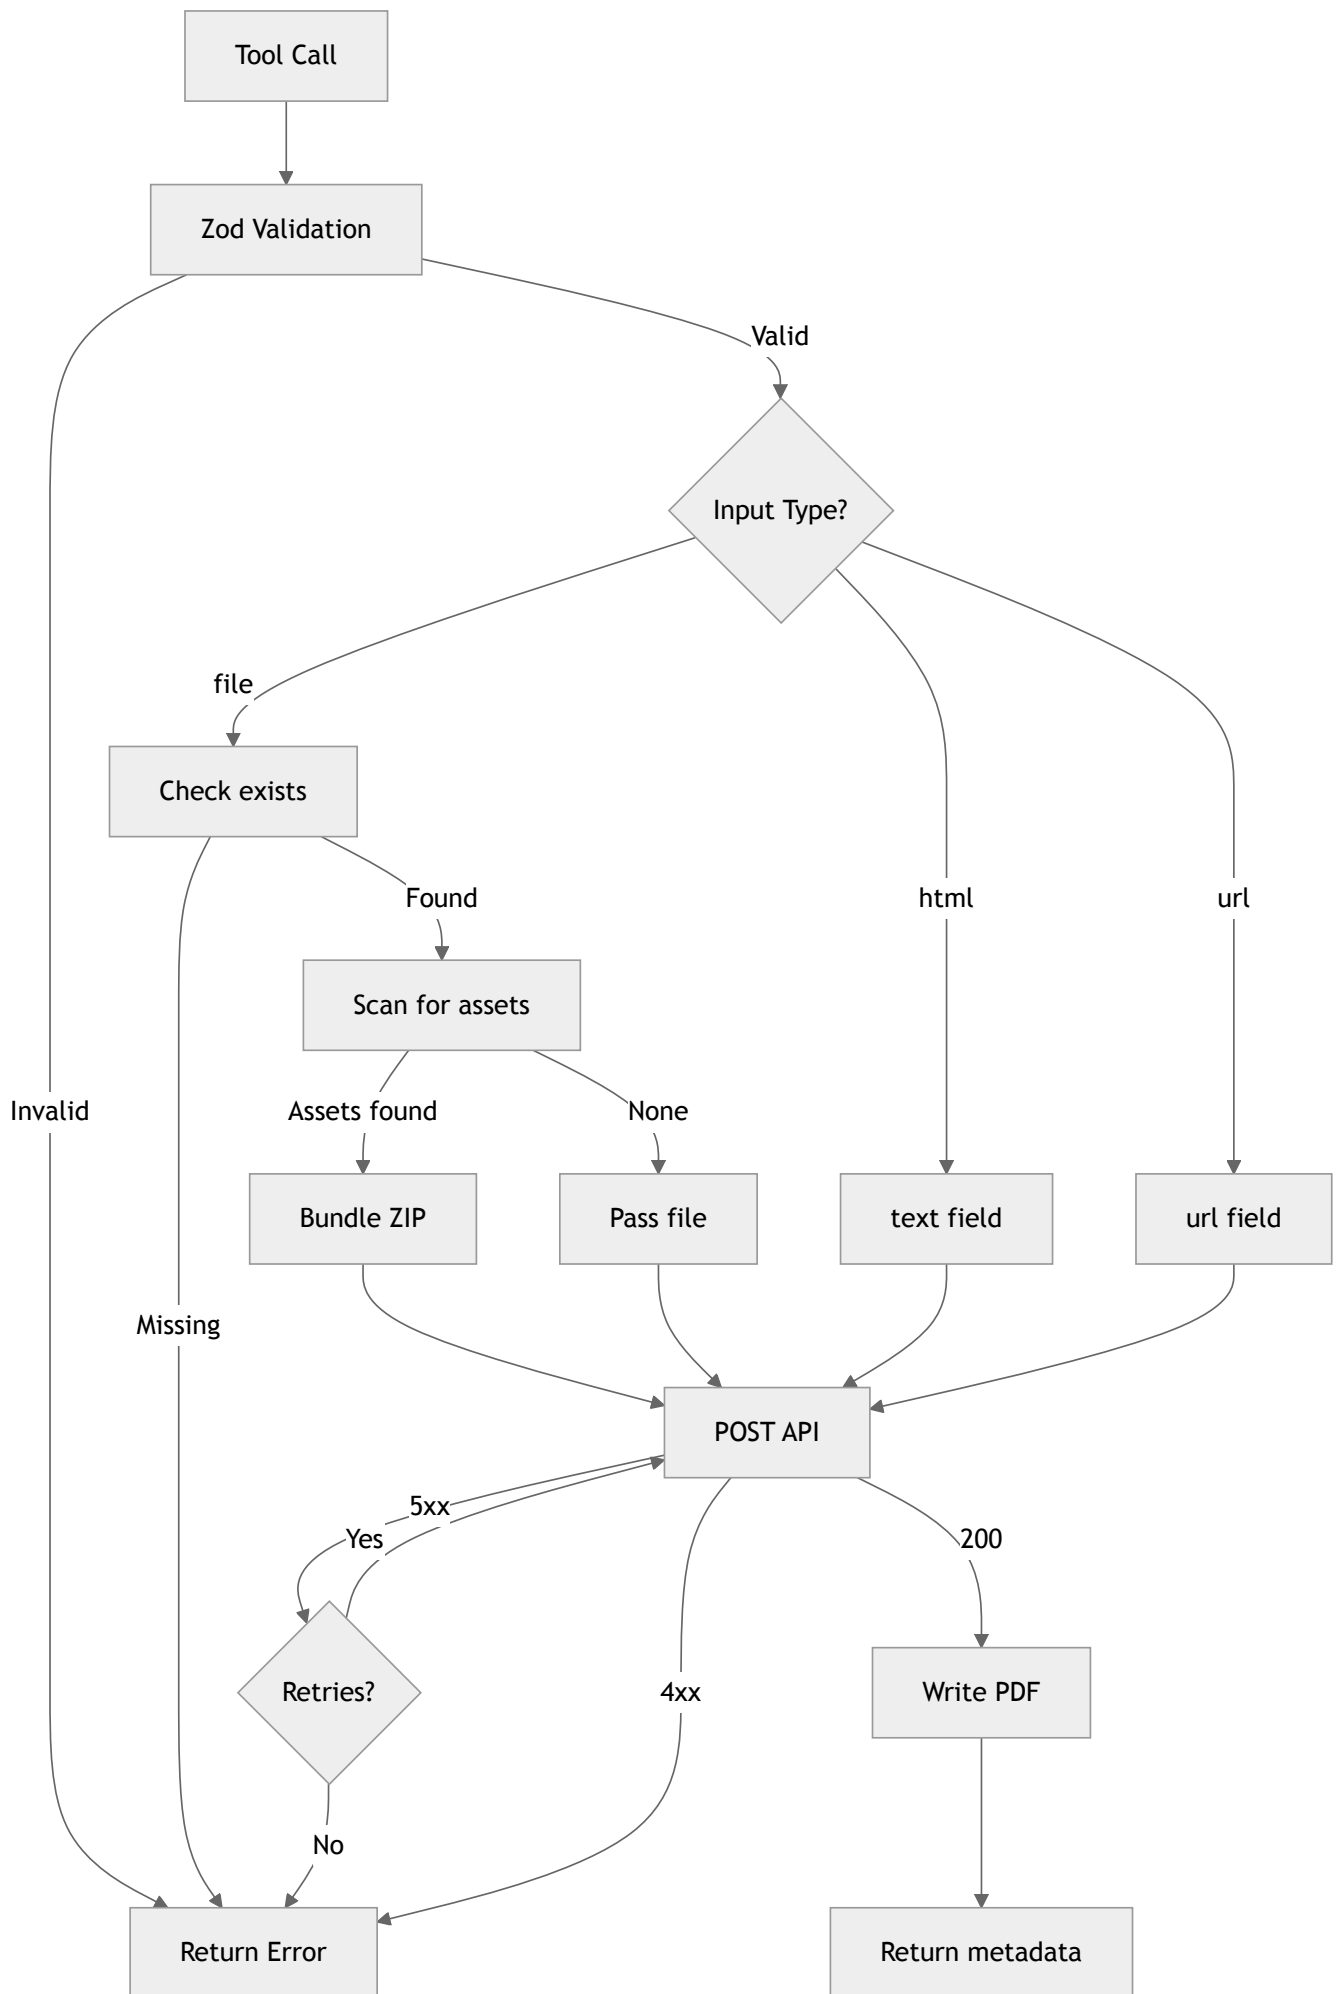 Tool Call
Zod Validation
Valid
Input Type?
file
Check exists
Found
html
url
Scan for assets
Invalid
Assets found
None
Bundle ZIP
Pass file
text field
url field
Missing
POST API
5xx
Yes
200
Retries?
4xx
Write PDF
No
Return Error
Return metadata